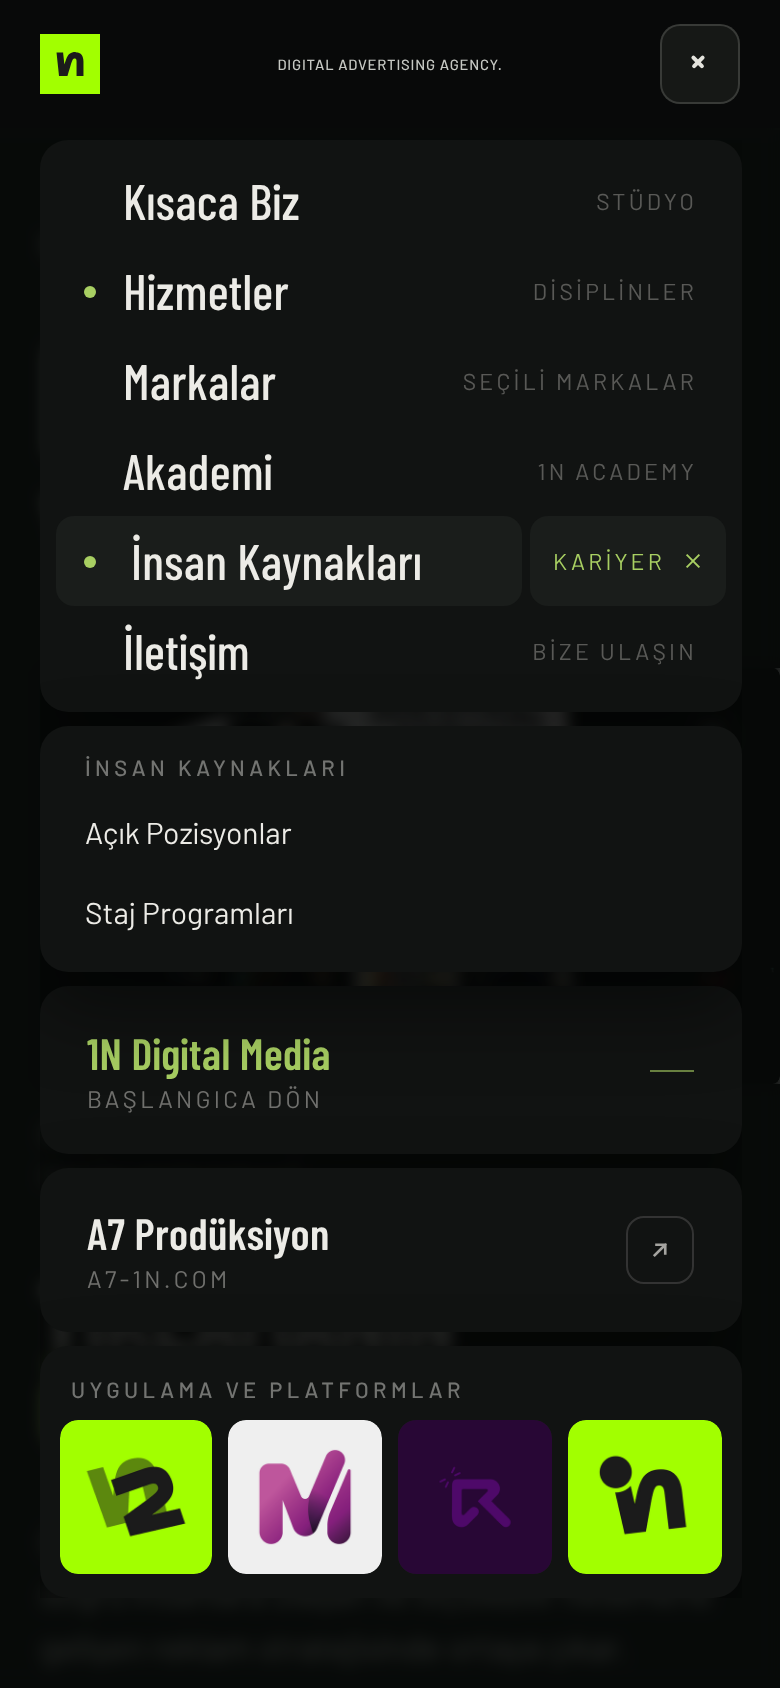 n
DIGITAL ADVERTISING AGENCY.
Kısaca Biz
STÜDYO
Hizmetler
DİSİPLİNLER
Markalar
SEÇİLİ MARKALAR
Akademi
1N ACADEMY
İnsan Kaynakları
KARİYER
İletişim
BİZE ULAŞIN
İNSAN KAYNAKLARI
Açık Pozisyonlar
Staj Programları
1N Digital Media
BAŞLANGICA DÖN
A7 Prodüksiyon
A7-1N.COM
UYGULAMA VE PLATFORMLAR